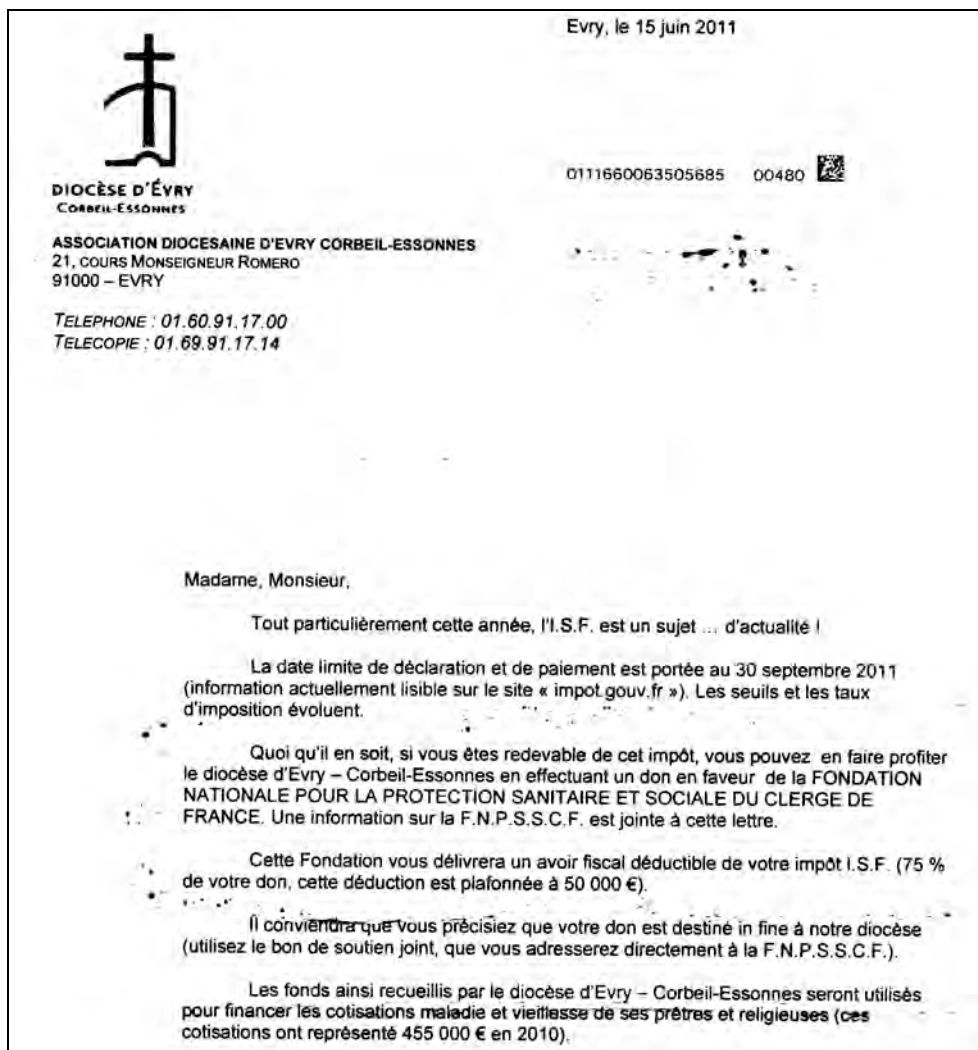 Evry, le 15 juin 2011
DIOCÈSE D'ÉVRY
CORBEIL-ESSONNES
0111660063505685 00480
ASSOCIATION DIOCESAINE D'EVRY CORBEIL-ESSONNES
21, COURS MONSEIGNEUR ROMERO
91000 – EVRY
TELEPHONE : 01.60.91.17.00
TELECOPIE : 01.69.91.17.14
Madame, Monsieur,
Tout particulièrement cette année, l'I.S.F. est un sujet ... d'actualité !
La date limite de déclaration et de paiement est portée au 30 septembre 2011
(information actuellement lisible sur le site « impot.gouv.fr »). Les seuils et les taux
d'imposition évoluent.
Quoi qu'il en soit, si vous êtes redevable de cet impôt, vous pouvez en faire profiter
le diocèse d'Evry – Corbeil-Essonnes en effectuant un don en faveur de la FONDATION
NATIONALE POUR LA PROTECTION SANITAIRE ET SOCIALE DU CLERGE DE
FRANCE. Une information sur la F.N.P.S.S.C.F. est jointe à cette lettre.
Cette Fondation vous délivrera un avoir fiscal déductible de votre impôt I.S.F. (75 %
de votre don, cette déduction est plafonnée à 50 000 €).
Il conviendra que vous précisiez que votre don est destiné in fine à notre diocèse
(utilisez le bon de soutien joint, que vous adresserez directement à la F.N.P.S.S.C.F.).
Les fonds ainsi recueillis par le diocèse d'Evry – Corbeil-Essonnes seront utilisés
pour financer les cotisations maladie et vieillesse de ses prêtres et religieuses (ces
cotisations ont représenté 455 000 € en 2010).